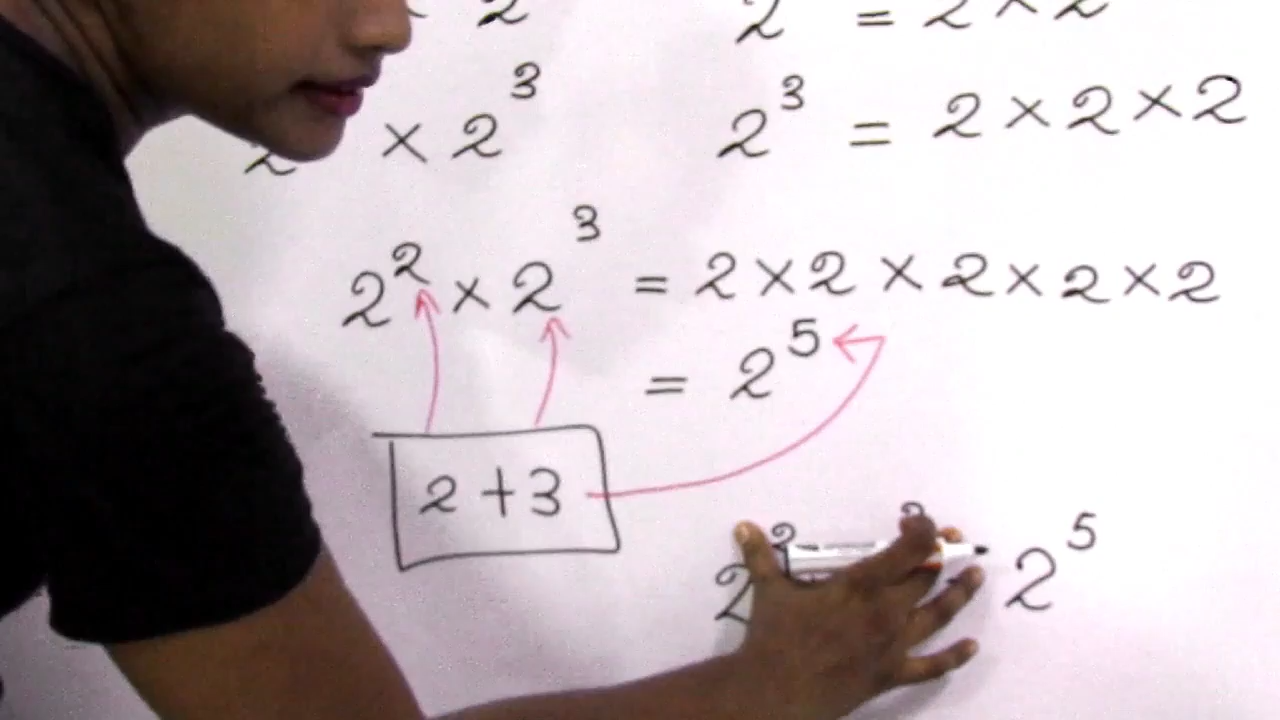 2 2 = 2 × 2
2 × 2³ 2³ = 2 × 2 × 2
2² × 2³ = 2 × 2 × 2 × 2 × 2
= 2⁵
2 + 3
2² 2⁵